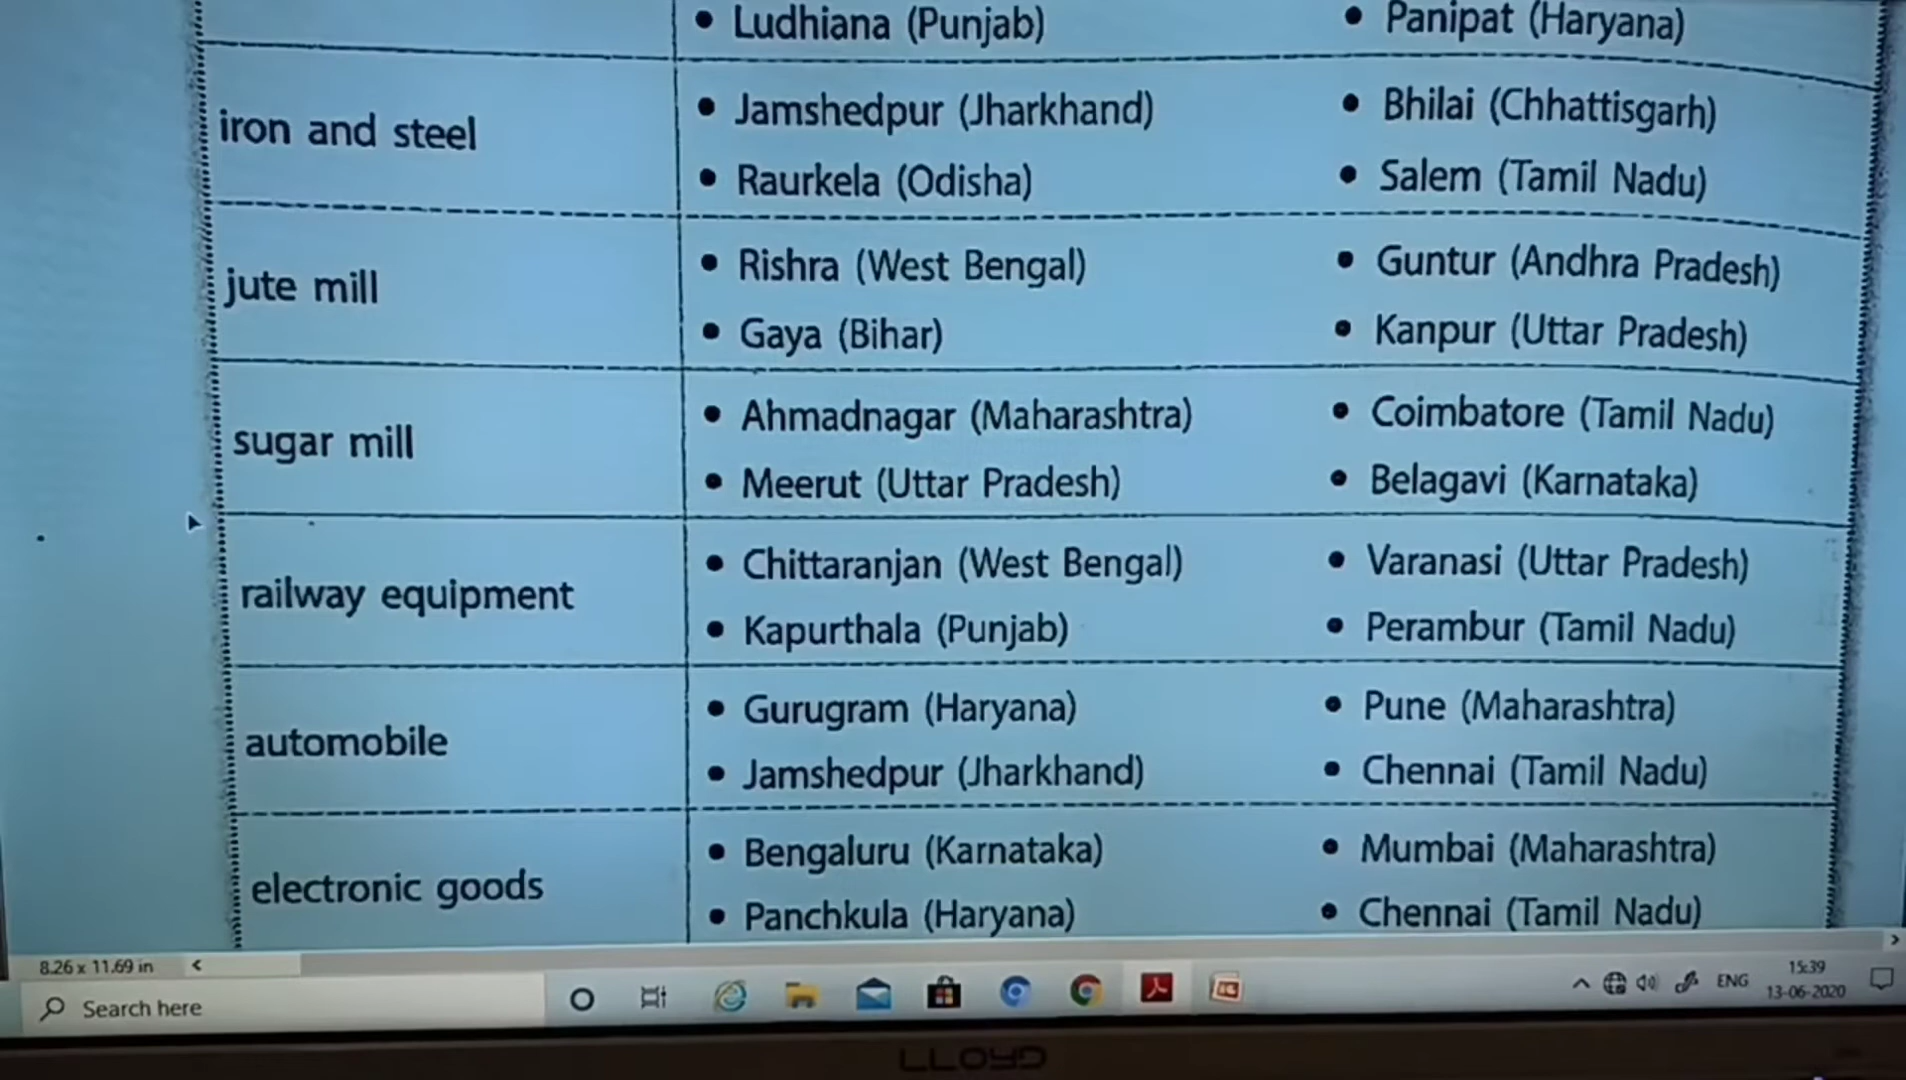 • Ludhiana (Punjab) • Panipat (Haryana)
iron and steel
• Jamshedpur (Jharkhand) • Bhilai (Chhattisgarh)
• Raurkela (Odisha) • Salem (Tamil Nadu)
jute mill
• Rishra (West Bengal) • Guntur (Andhra Pradesh)
• Gaya (Bihar) • Kanpur (Uttar Pradesh)
sugar mill
• Ahmadnagar (Maharashtra) • Coimbatore (Tamil Nadu)
• Meerut (Uttar Pradesh) • Belagavi (Karnataka)
railway equipment
• Chittaranjan (West Bengal) • Varanasi (Uttar Pradesh)
• Kapurthala (Punjab) • Perambur (Tamil Nadu)
automobile
• Gurugram (Haryana) • Pune (Maharashtra)
• Jamshedpur (Jharkhand) • Chennai (Tamil Nadu)
electronic goods
• Bengaluru (Karnataka) • Mumbai (Maharashtra)
• Panchkula (Haryana) • Chennai (Tamil Nadu)
8.26 x 11.69 in
Search here
ENG
15:39
13-06-2020
LLOYD